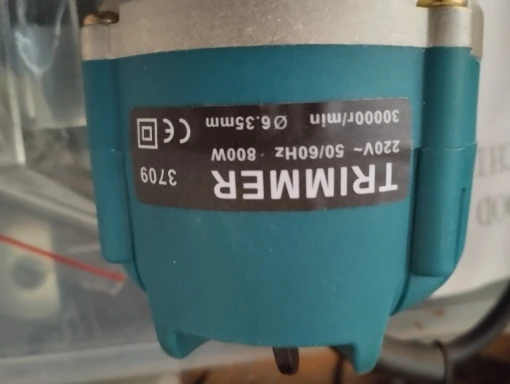 TRIMMER 3709
220V~ 50/60Hz · 800W
30000r/min Ø6.35mm CE